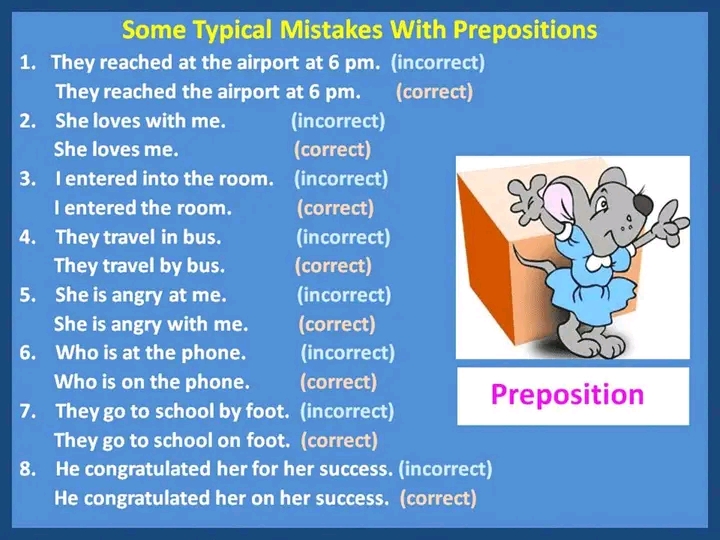 Some Typical Mistakes With Prepositions
1. They reached at the airport at 6 pm. (incorrect)
They reached the airport at 6 pm. (correct)
2. She loves with me. (incorrect)
She loves me. (correct)
3. I entered into the room. (incorrect)
I entered the room. (correct)
4. They travel in bus. (incorrect)
They travel by bus. (correct)
5. She is angry at me. (incorrect)
She is angry with me. (correct)
6. Who is at the phone. (incorrect)
Who is on the phone. (correct)
7. They go to school by foot. (incorrect)
They go to school on foot. (correct)
8. He congratulated her for her success. (incorrect)
He congratulated her on her success. (correct)
Preposition